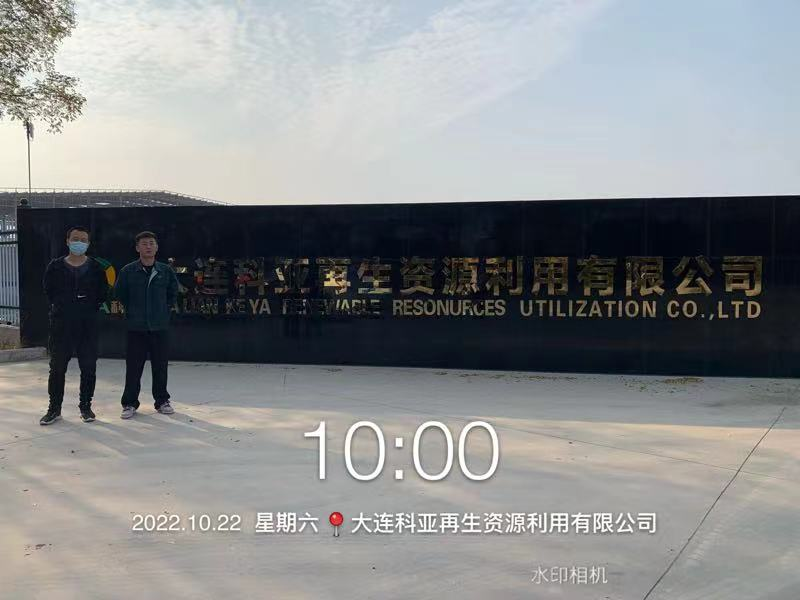 大连科亚再生资源利用有限公司
KEYA RENEWABLE RESONURCES UTILIZATION CO.,LTD
10:00
2022.10.22 星期六 大连科亚再生资源利用有限公司
水印相机